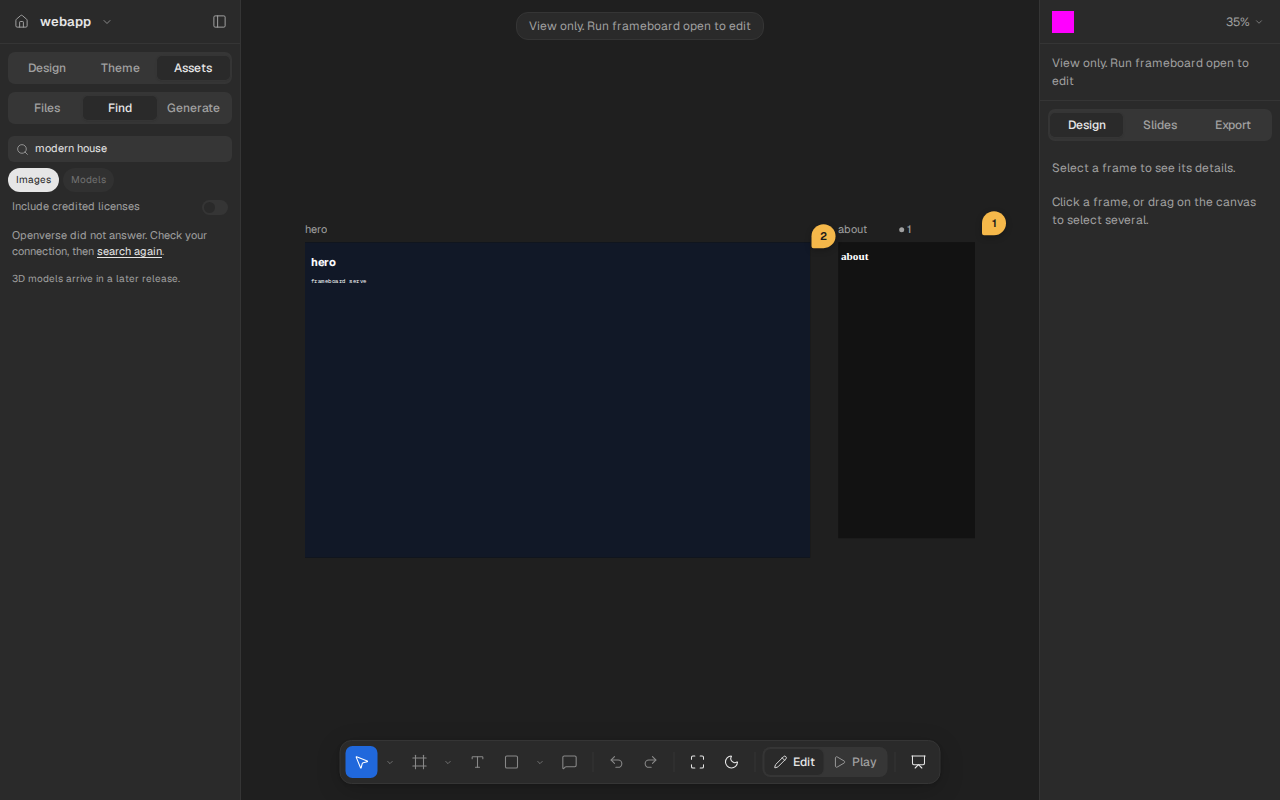 webapp
Design Theme Assets
Files Find Generate
modern house
Images Models
Include credited licenses
Openverse did not answer. Check your
connection, then search again.
3D models arrive in a later release.
View only. Run frameboard open to edit
hero
2
about
1
1
hero
frameboard serve
about
Edit Play
35%
View only. Run frameboard open to
edit
Design Slides Export
Select a frame to see its details.
Click a frame, or drag on the canvas
to select several.